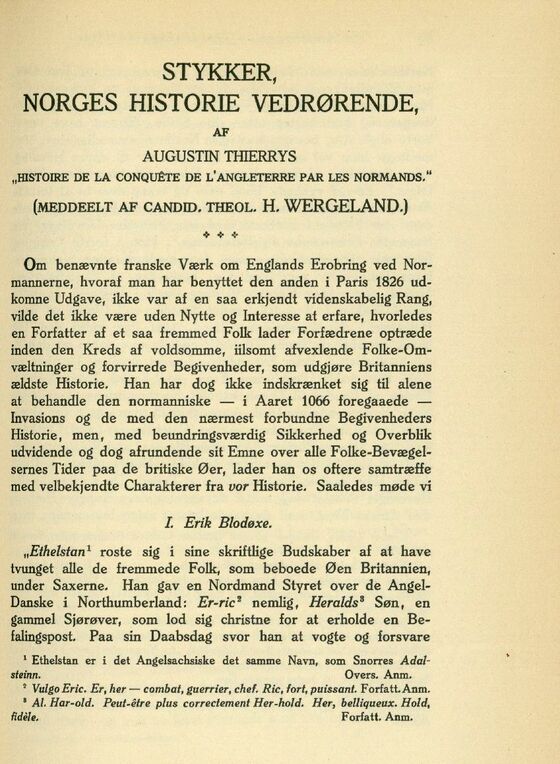 STYKKER,
NORGES HISTORIE VEDRØRENDE,
AF
AUGUSTIN THIERRYS
„HISTOIRE DE LA CONQUÊTE DE L'ANGLETERRE PAR LES NORMANDS.“
(MEDDEELT AF CANDID. THEOL. H. WERGELAND.)
Om benævnte franske Værk om Englands Erobring ved Nor-
mannerne, hvoraf man har benyttet den anden i Paris 1826 ud-
komne Udgave, ikke var af en saa erkjendt videnskabelig Rang,
vilde det ikke være uden Nytte og Interesse at erfare, hvorledes
en Forfatter af et saa fremmed Folk lader Forfædrene optræde
inden den Kreds af voldsomme, iilsomt afvexlende Folke-Om-
væltninger og forvirrede Begivenheder, som udgjøre Britanniens
ældste Historie. Han har dog ikke indskrænket sig til alene
at behandle den normanniske — i Aaret 1066 foregaaede —
Invasions og de med den nærmest forbundne Begivenheders
Historie, men, med beundringsværdig Sikkerhed og Overblik
udvidende og dog afrundende sit Emne over alle Folke-Bevægel-
sernes Tider paa de britiske Øer, lader han os oftere samtræffe
med velbekjendte Charakterer fra vor Historie. Saaledes møde vi
I. Erik Blodøxe.
„Ethelstan¹ roste sig i sine skriftlige Budskaber af at have
tvunget alle de fremmede Folk, som beboede Øen Britannien,
under Saxerne. Han gav en Nordmand Styret over de Angel-
Danske i Northumberland: Er-ric² nemlig, Heralds³ Søn, en
gammel Sjørøver, som lod sig christne for at erholde en Be-
falingspost. Paa sin Daabsdag svor han at vogte og forsvare
¹ Ethelstan er i det Angelsachsiske det samme Navn, som Snorres Adal-
steinn. Overs. Anm.
² Vulgo Eric. Er, her — combat, guerrier, chef. Ric, fort, puissant. Forfatt. Anm.
³ Al. Har-old. Peut-être plus correctement Her-hold. Her, belliqueux. Hold,
fidèle. Forfatt. Anm.